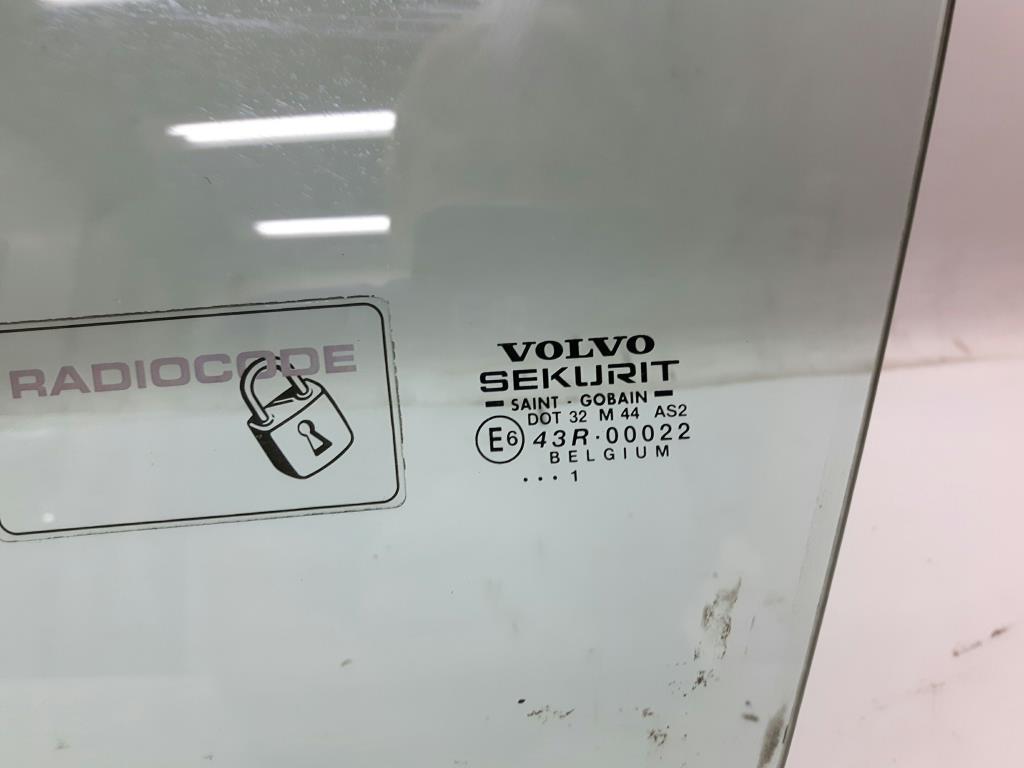 RADIOCODE
VOLVO
SEKURIT
SAINT - GOBAIN
DOT 32 M 44 AS2
E6 43R·00022
BELGIUM
... 1